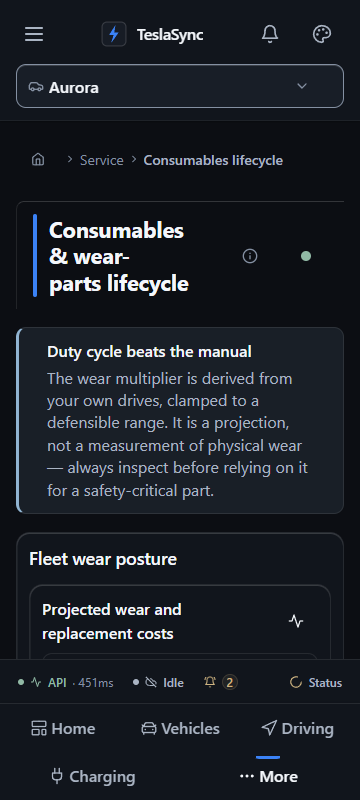 TeslaSync
Aurora
Service
Consumables lifecycle
Consumables
& wear-
parts lifecycle
Duty cycle beats the manual
The wear multiplier is derived from
your own drives, clamped to a
defensible range. It is a projection,
not a measurement of physical wear
— always inspect before relying on it
for a safety-critical part.
Fleet wear posture
Projected wear and
replacement costs
API · 451ms
Idle
2
Status
Home
Vehicles
Driving
Charging
More